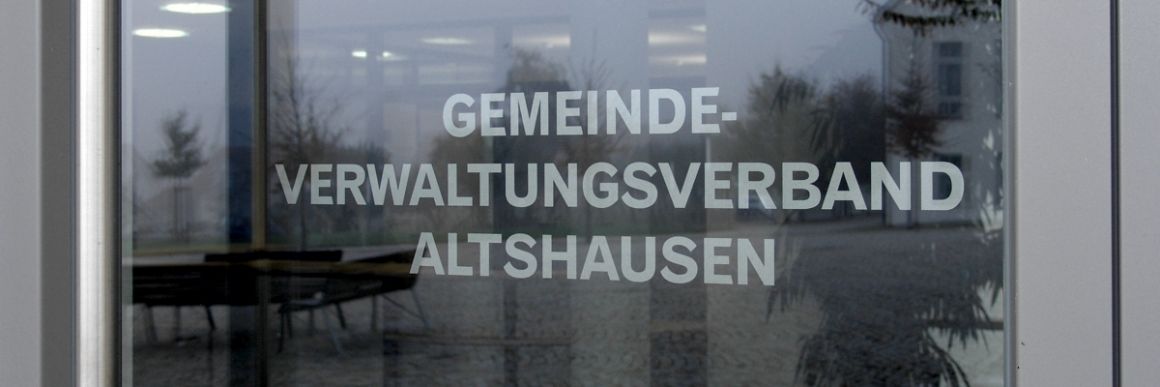 GEMEINDE-
VERWALTUNGSVERBAND
ALTSHAUSEN